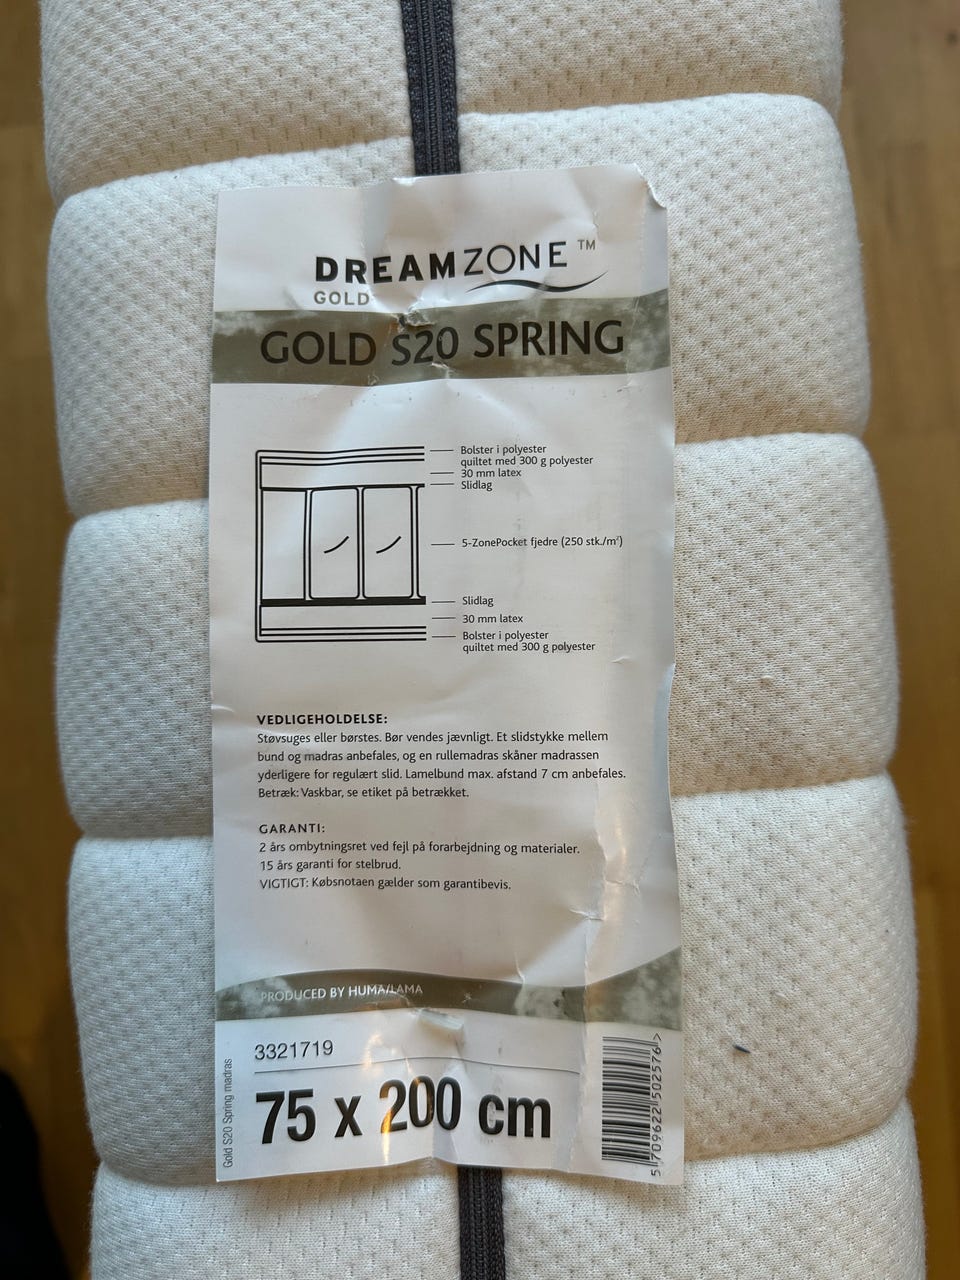 DREAMZONE™
GOLD
GOLD S20 SPRING
Bolster i polyester
quiltet med 300 g polyester
30 mm latex
Slidlag
5-ZonePocket fjedre (250 stk./m²)
Slidlag
30 mm latex
Bolster i polyester
quiltet med 300 g polyester
VEDLIGEHOLDELSE:
Støvsuges eller børstes. Bør vendes jævnligt. Et slidstykke mellem
bund og madras anbefales, og en rullemadras skåner madrassen
yderligere for regulært slid. Lamelbund max. afstand 7 cm anbefales.
Betræk: Vaskbar, se etiket på betrækket.
GARANTI:
2 års ombytningsret ved fejl på forarbejdning og materialer.
15 års garanti for stelbrud.
VIGTIGT: Købsnotaen gælder som garantibevis.
PRODUCED BY HUMA/LAMA
3321719
75 x 200 cm
Gold S20 Spring madras
5 709622 502576 >